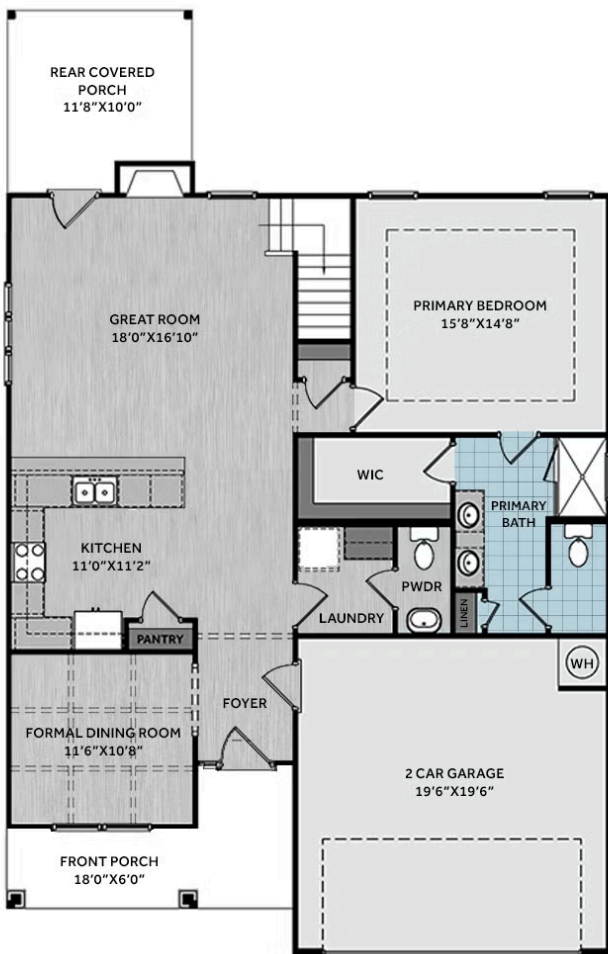 REAR COVERED
PORCH
11'8"X10'0"
GREAT ROOM
18'0"X16'10"
PRIMARY BEDROOM
15'8"X14'8"
WIC
PRIMARY
BATH
KITCHEN
11'0"X11'2"
PWDR
LAUNDRY
LINEN
PANTRY
WH
FOYER
FORMAL DINING ROOM
11'6"X10'8"
2 CAR GARAGE
19'6"X19'6"
FRONT PORCH
18'0"X6'0"